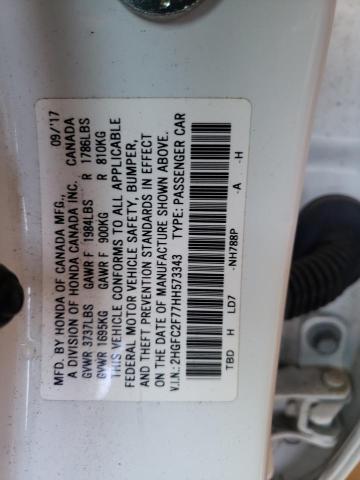 MFD. BY HONDA OF CANADA MFG., 09/'17
A DIVISION OF HONDA CANADA INC. CANADA
GVWR 3737LBS GAWR F 1984LBS R 1786LBS
GVWR 1695KG GAWR F 900KG R 810KG
THIS VEHICLE CONFORMS TO ALL APPLICABLE
FEDERAL MOTOR VEHICLE SAFETY, BUMPER,
AND THEFT PREVENTION STANDARDS IN EFFECT
ON THE DATE OF MANUFACTURE SHOWN ABOVE.
V.I.N.:2HGFC2F77HH573343 TYPE: PASSENGER CAR
TBD H LD7 -NH788P -A -H